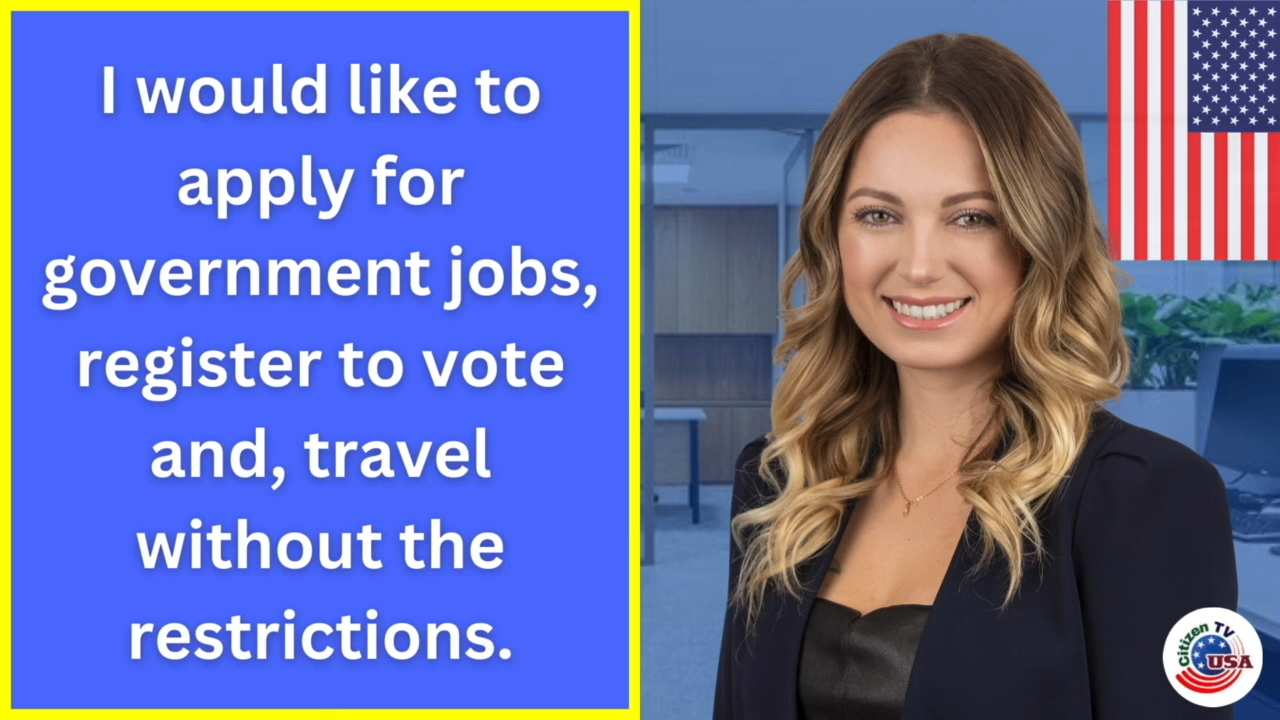 I would like to
apply for
government jobs,
register to vote
and, travel
without the
restrictions.
Citizen TV
USA